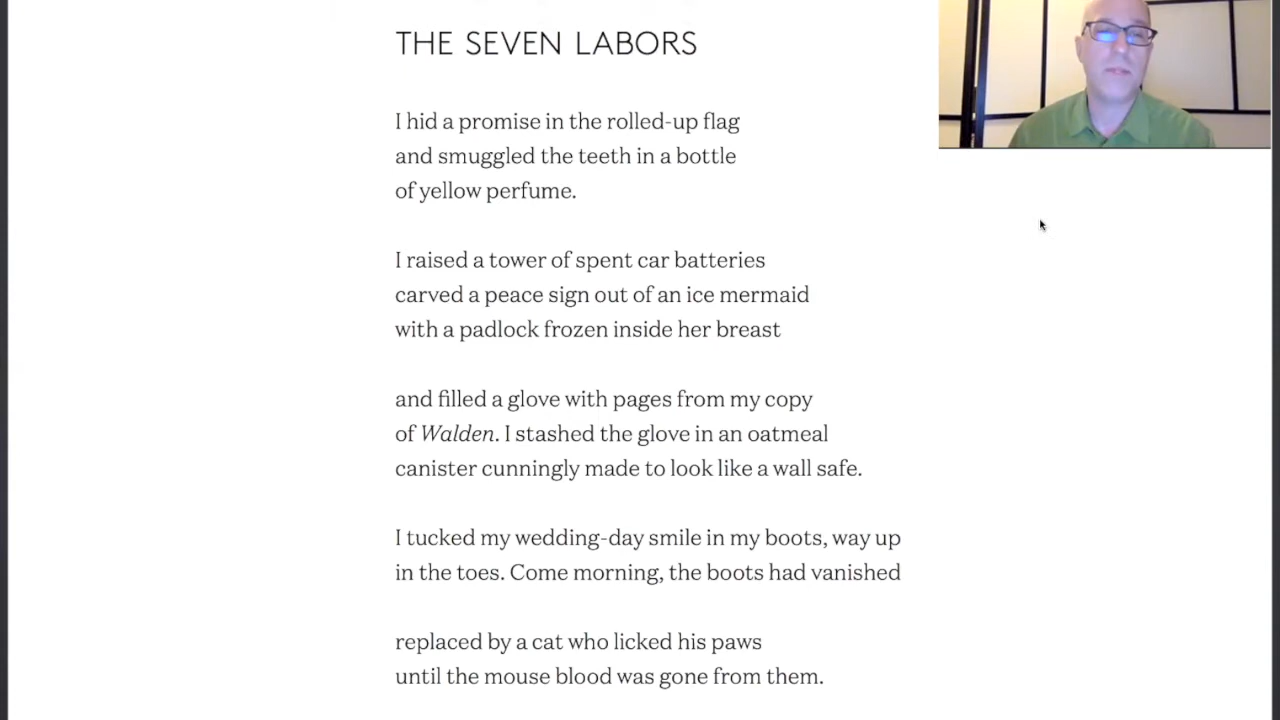 THE SEVEN LABORS
I hid a promise in the rolled-up flag
and smuggled the teeth in a bottle
of yellow perfume.
I raised a tower of spent car batteries
carved a peace sign out of an ice mermaid
with a padlock frozen inside her breast
and filled a glove with pages from my copy
of Walden. I stashed the glove in an oatmeal
canister cunningly made to look like a wall safe.
I tucked my wedding-day smile in my boots, way up
in the toes. Come morning, the boots had vanished
replaced by a cat who licked his paws
until the mouse blood was gone from them.